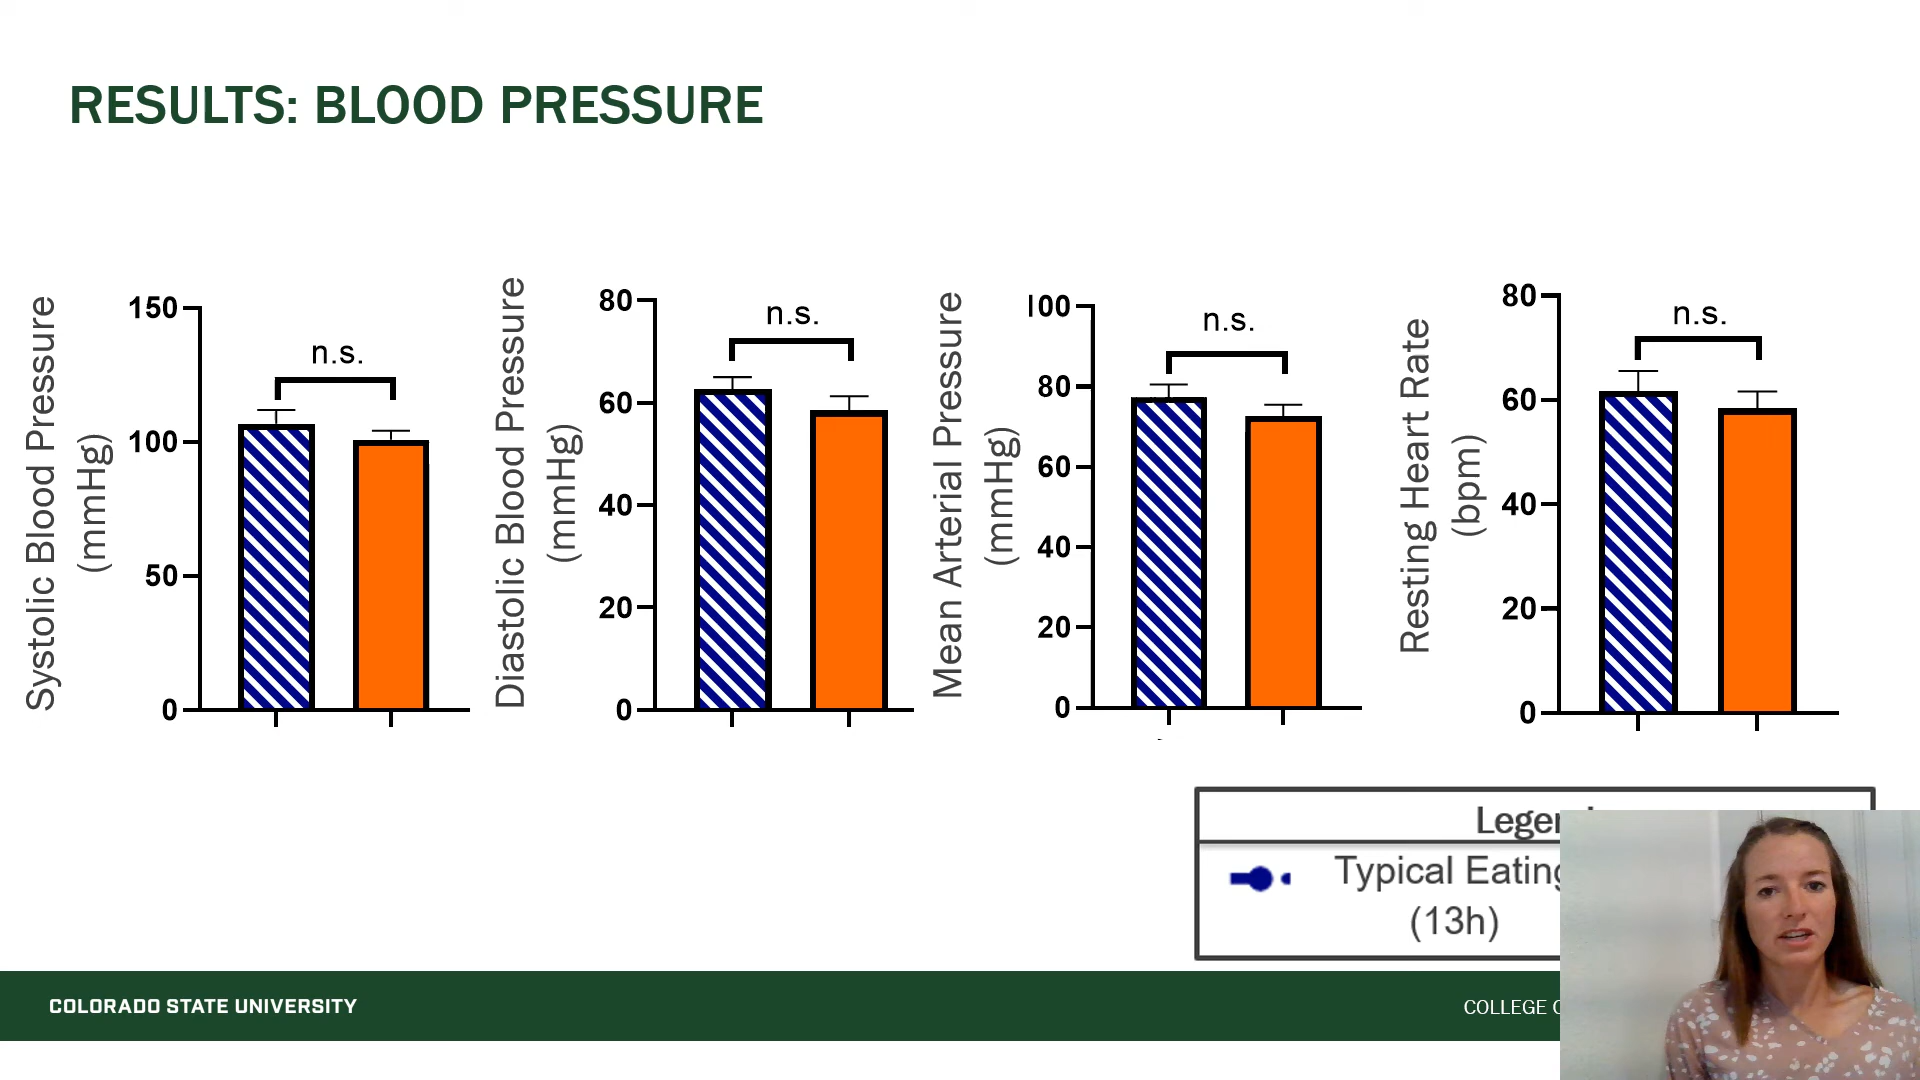 RESULTS: BLOOD PRESSURE
Systolic Blood Pressure
(mmHg)
150
100
50
0
n.s.
Diastolic Blood Pressure
(mmHg)
80
60
40
20
0
n.s.
Mean Arterial Pressure
(mmHg)
100
80
60
40
20
0
n.s.
Resting Heart Rate
(bpm)
80
60
40
20
0
n.s.
Typical Eating
(13h)
COLORADO STATE UNIVERSITY
COLLEGE